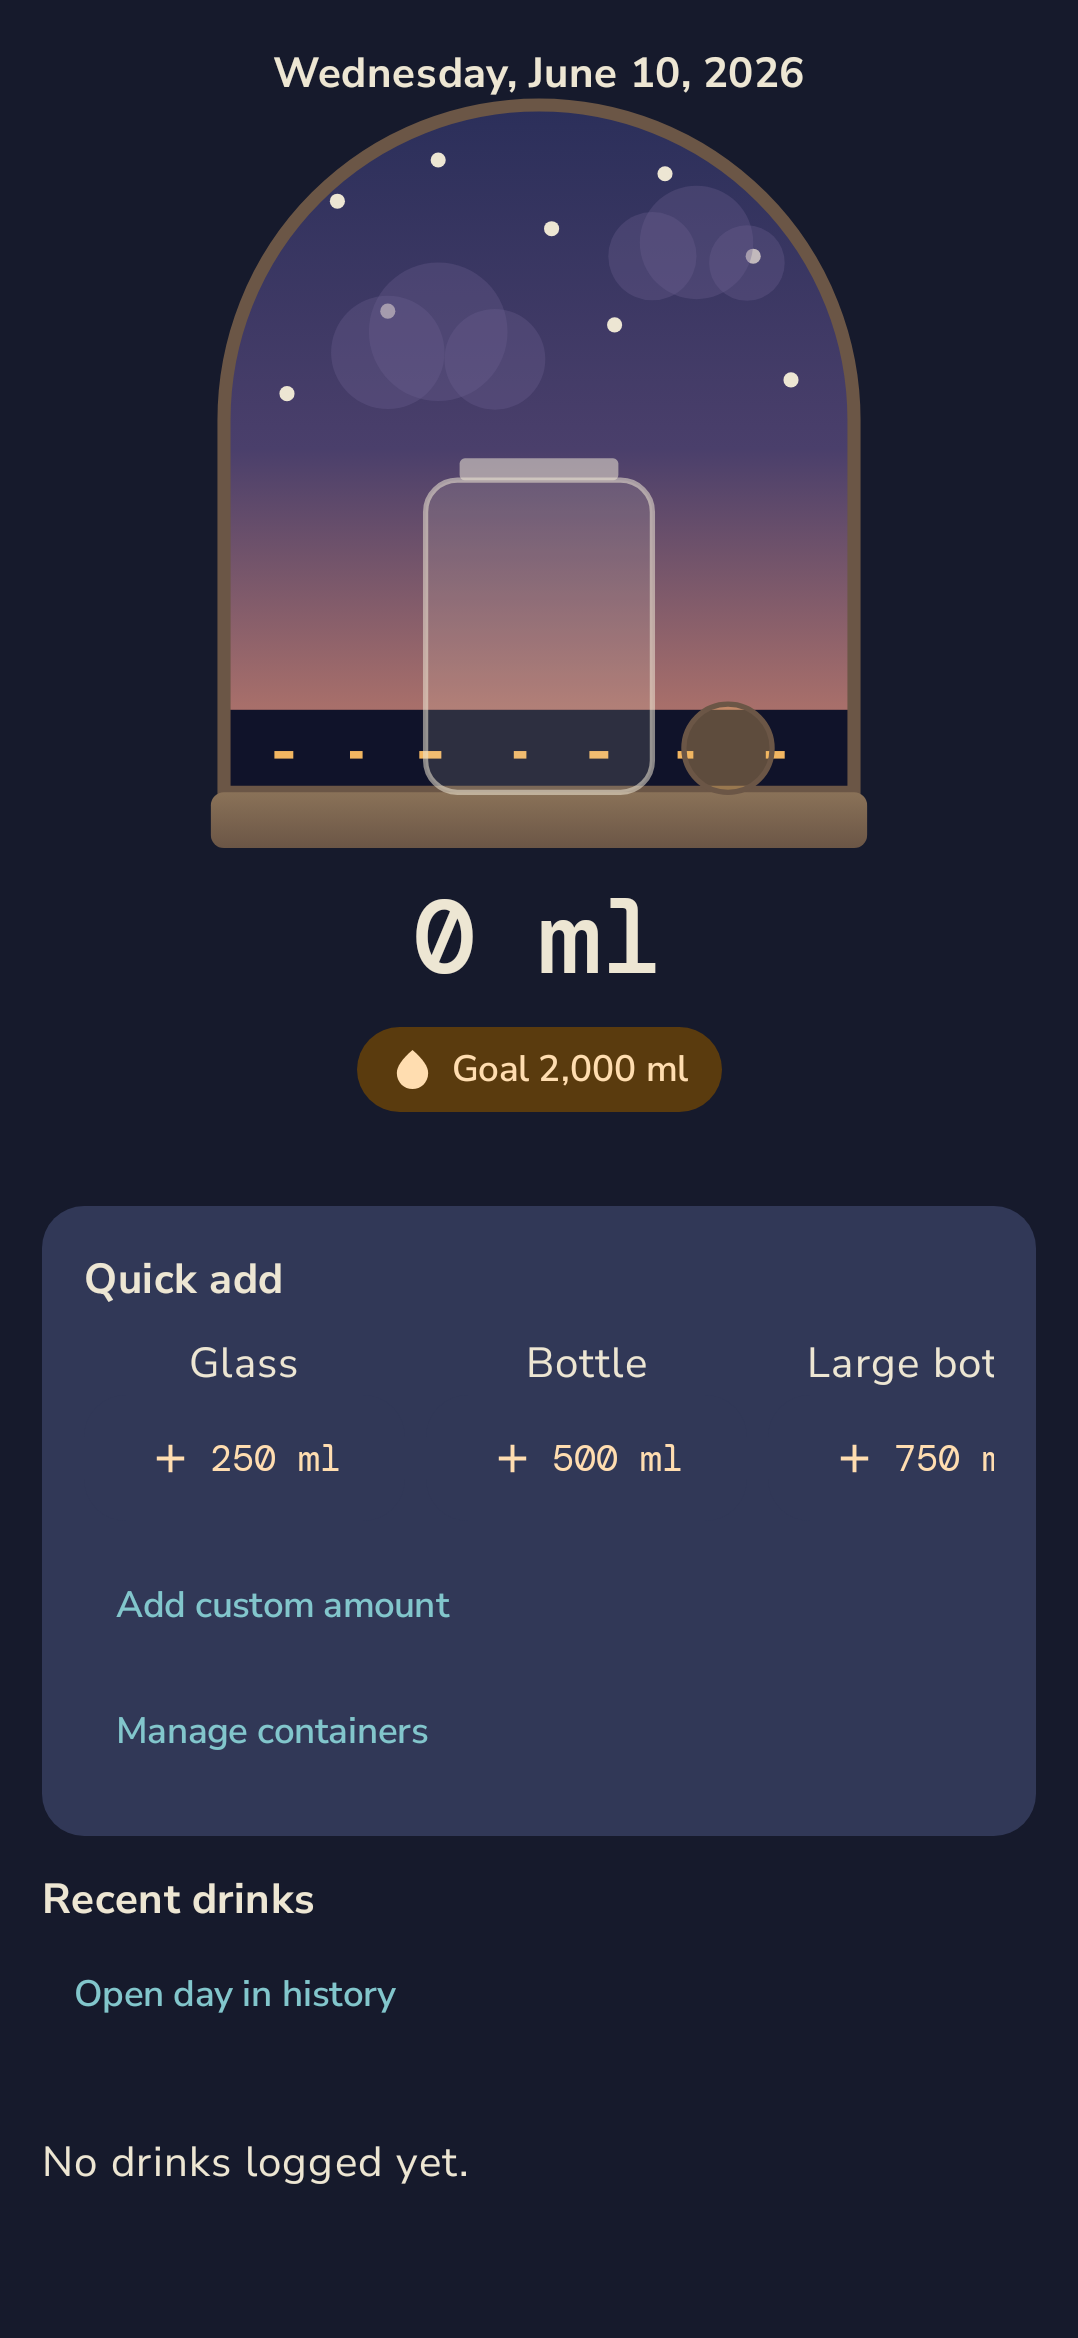 Wednesday, June 10, 2026
0 ml
Goal 2,000 ml
Quick add
Glass Bottle Large bot
+ 250 ml + 500 ml + 750 m
Add custom amount
Manage containers
Recent drinks
Open day in history
No drinks logged yet.